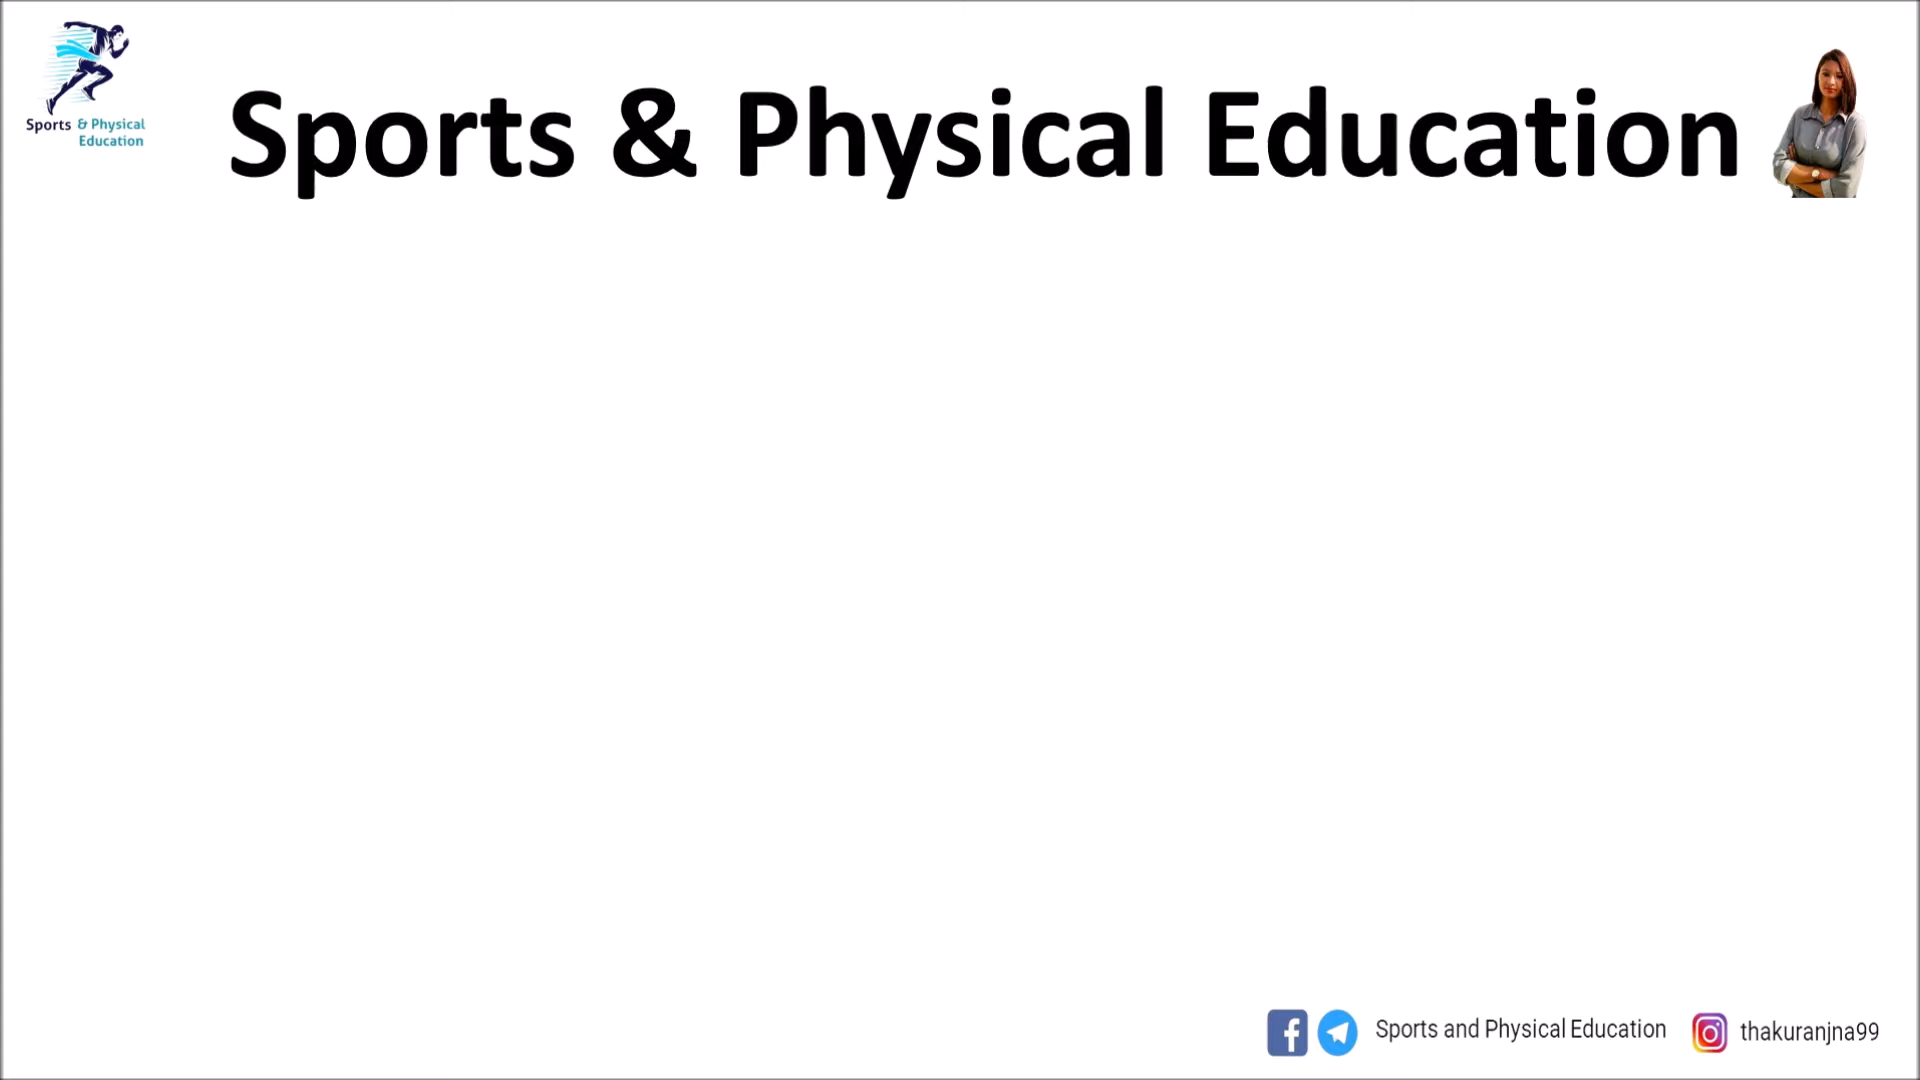 Sports & Physical
Education
Sports & Physical Education
Sports and Physical Education
thakuranjna99